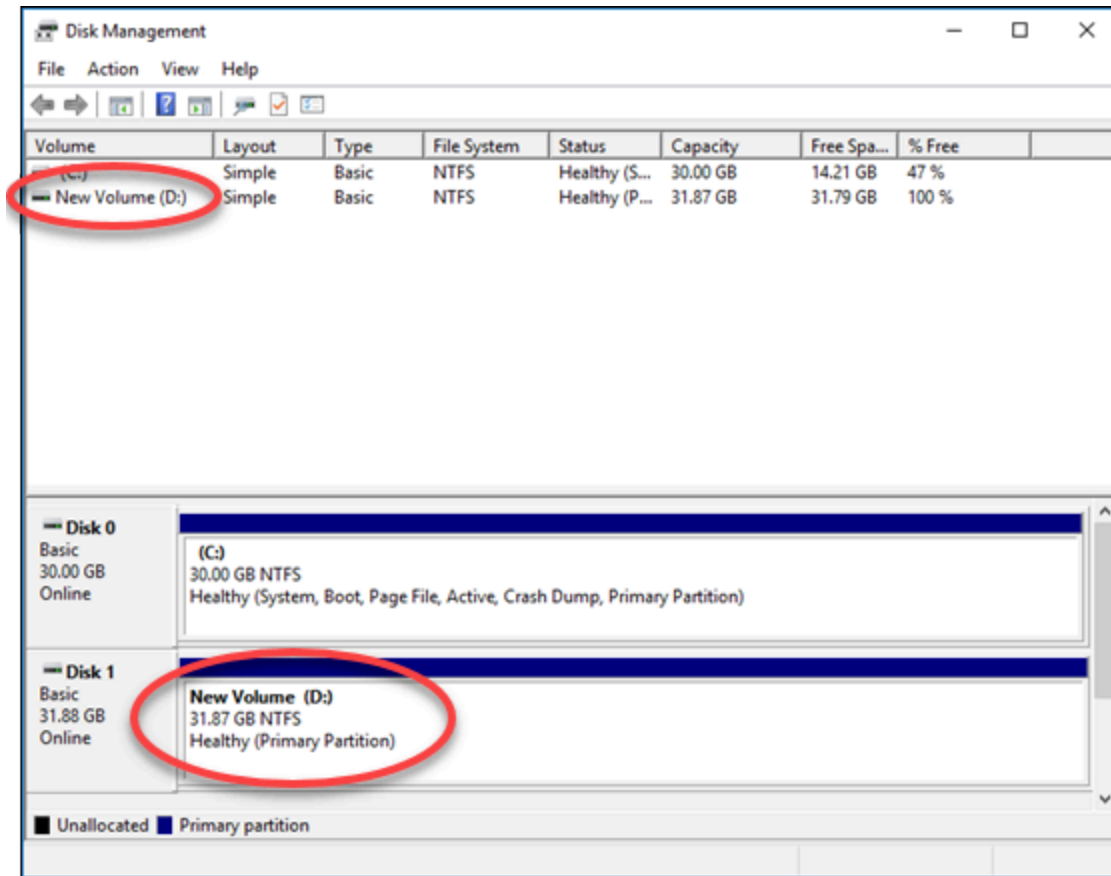 Disk Management
File Action View Help
Volume Layout Type File System Status Capacity Free Spa... % Free
(C:) Simple Basic NTFS Healthy (S... 30.00 GB 14.21 GB 47 %
New Volume (D:) Simple Basic NTFS Healthy (P... 31.87 GB 31.79 GB 100 %
Disk 0
Basic
30.00 GB
Online
(C:)
30.00 GB NTFS
Healthy (System, Boot, Page File, Active, Crash Dump, Primary Partition)
Disk 1
Basic
31.88 GB
Online
New Volume (D:)
31.87 GB NTFS
Healthy (Primary Partition)
Unallocated Primary partition